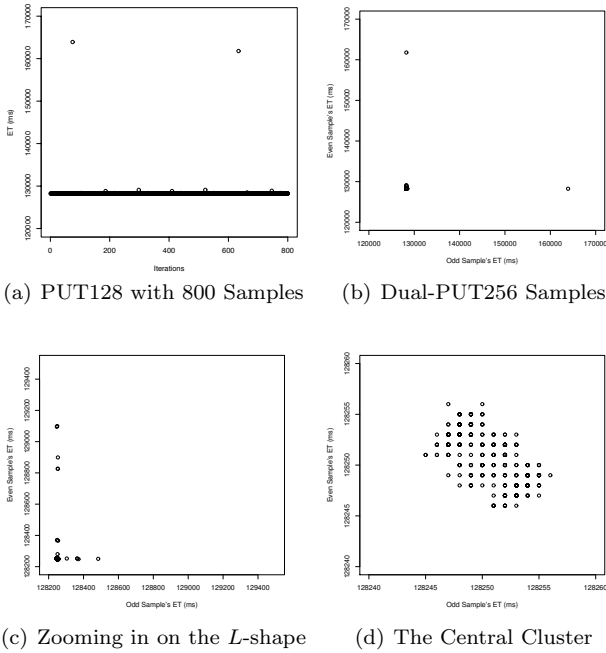 170000
160000
150000
140000
130000
120000
ET (ms)
0 200 400 600 800
Iterations
(a) PUT128 with 800 Samples
170000
160000
150000
140000
130000
120000
Even Sample's ET (ms)
120000 130000 140000 150000 160000 170000
Odd Sample's ET (ms)
(b) Dual-PUT256 Samples
129400
129200
129000
128800
128600
128400
128200
Even Sample's ET (ms)
128200 128400 128600 128800 129000 129200 129400
Odd Sample's ET (ms)
(c) Zooming in on the L-shape
128260
128255
128250
128245
128240
Even Sample's ET (ms)
128240 128245 128250 128255 128260
Odd Sample's ET (ms)
(d) The Central Cluster